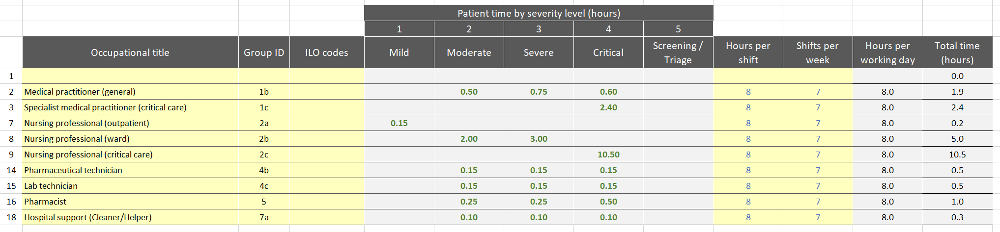 Patient time by severity level (hours)
1 2 3 4 5
Occupational title Group ID ILO codes Mild Moderate Severe Critical Screening / Triage Hours per shift Shifts per week Hours per working day Total time (hours)
1 0.0
2 Medical practitioner (general) 1b 0.50 0.75 0.60 8 7 8.0 1.9
3 Specialist medical practitioner (critical care) 1c 2.40 8 7 8.0 2.4
7 Nursing professional (outpatient) 2a 0.15 8 7 8.0 0.2
8 Nursing professional (ward) 2b 2.00 3.00 8 7 8.0 5.0
9 Nursing professional (critical care) 2c 10.50 8 7 8.0 10.5
14 Pharmaceutical technician 4b 0.15 0.15 0.15 8 7 8.0 0.5
15 Lab technician 4c 0.15 0.15 0.15 8 7 8.0 0.5
16 Pharmacist 5 0.25 0.25 0.50 8 7 8.0 1.0
18 Hospital support (Cleaner/Helper) 7a 0.10 0.10 0.10 8 7 8.0 0.3